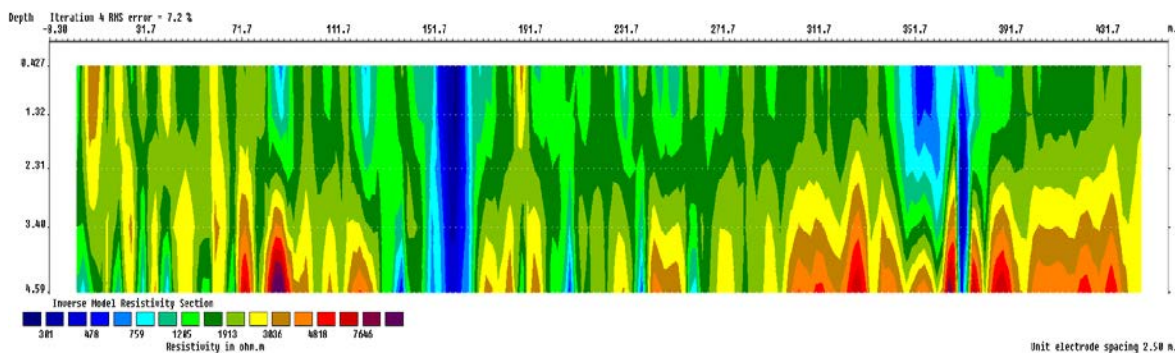 Depth Iteration 4 RMS error = 7.2 %
-8.30 31.7 71.7 111.7 151.7 191.7 231.7 271.7 311.7 351.7 391.7 431.7 m.
0.427
1.32
2.31
3.40
4.59
Inverse Model Resistivity Section
301 478 759 1205 1913 3036 4818 7646
Resistivity in ohm.m
Unit electrode spacing 2.50 m.